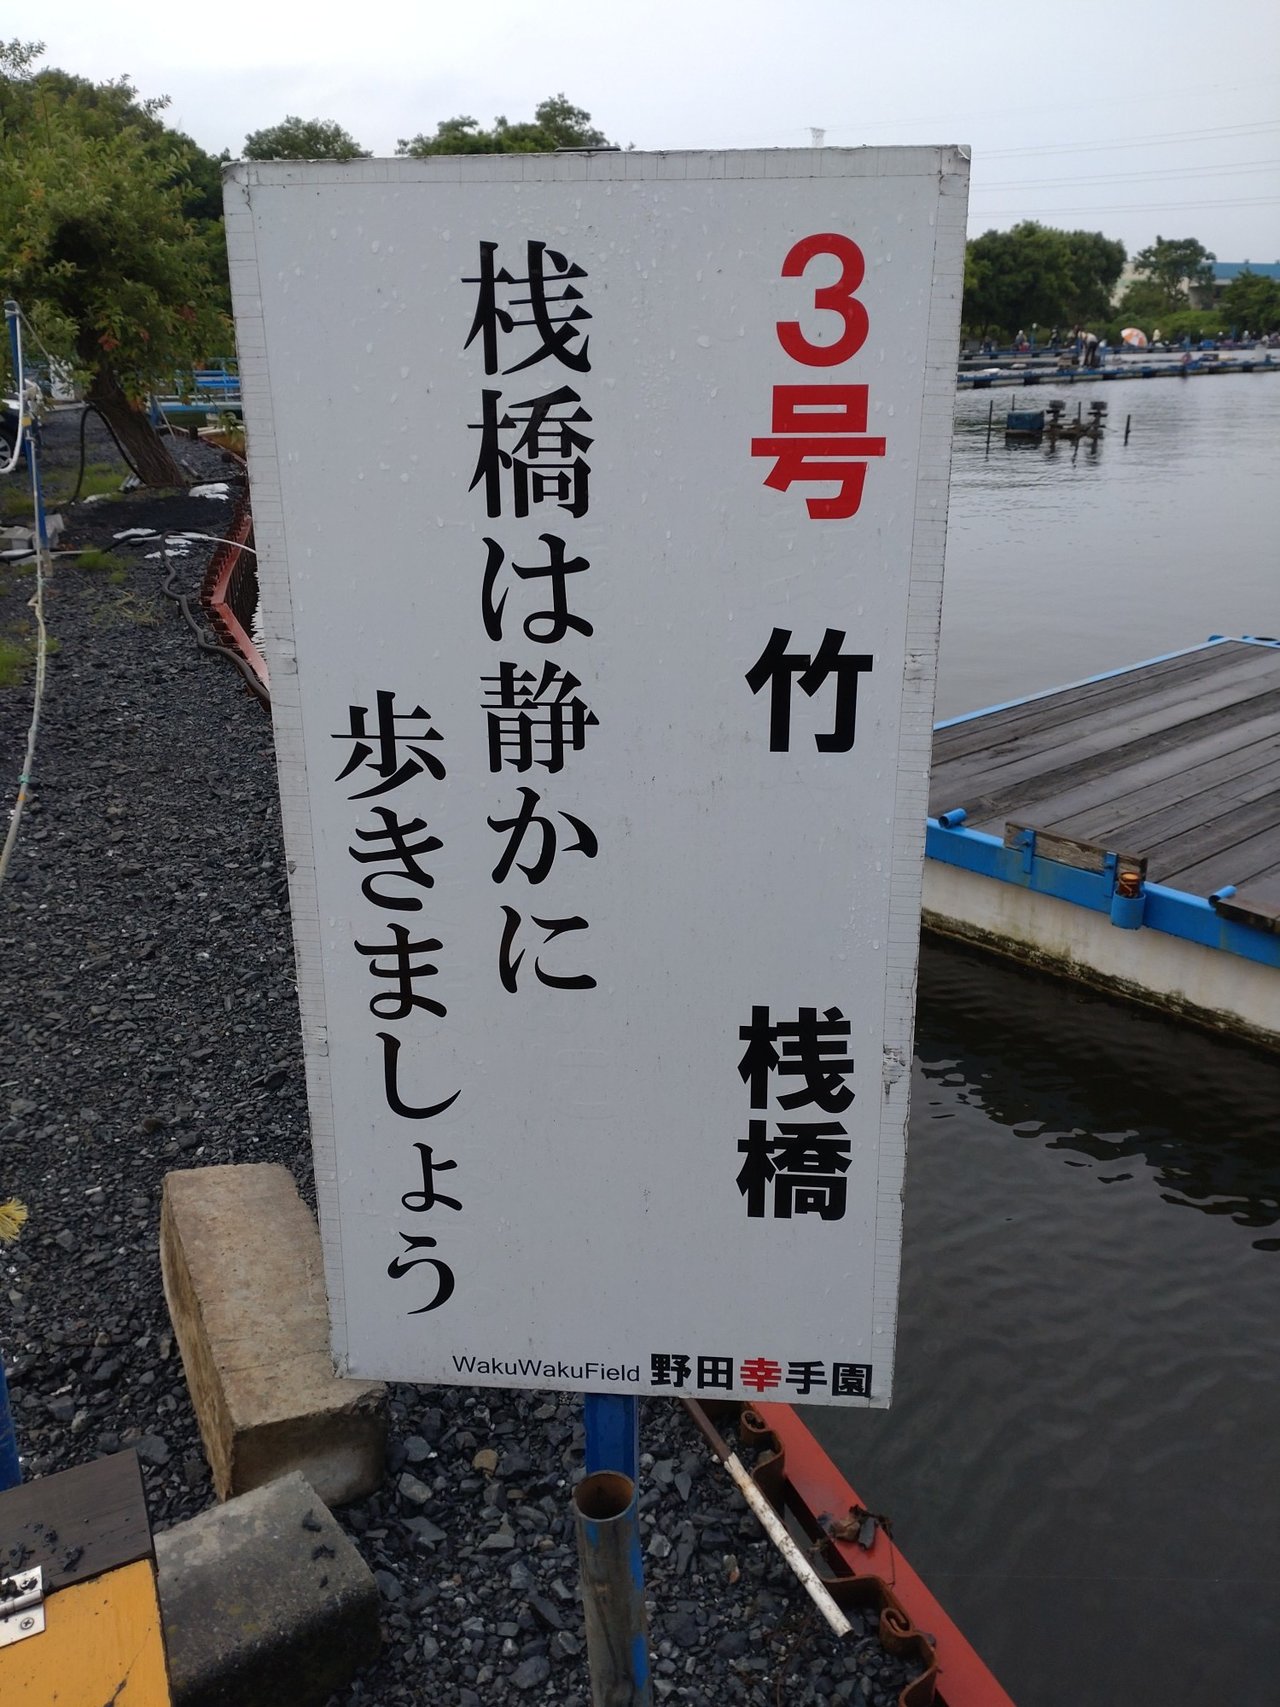 3号 竹 桟橋
桟橋は静かに
歩きましょう
WakuWakuField 野田幸手園